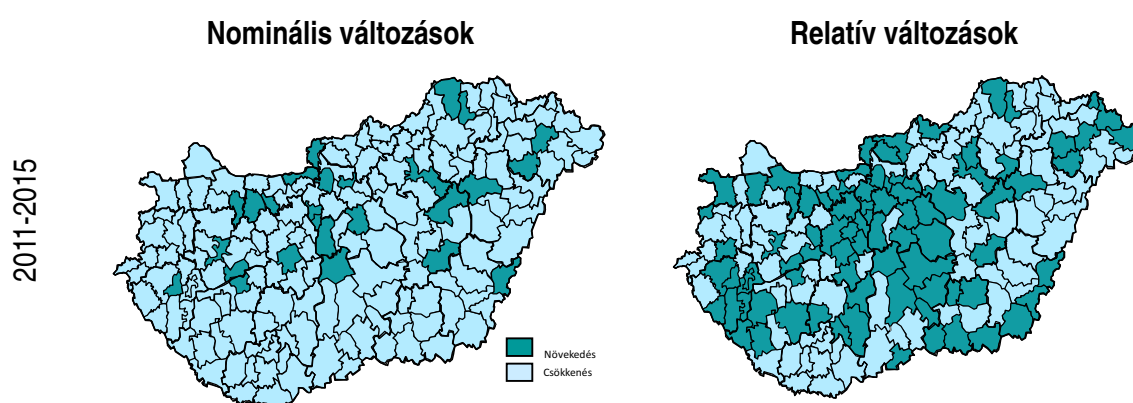 Nominális változások
Relatív változások
2011-2015
Növekedés
Csökkenés